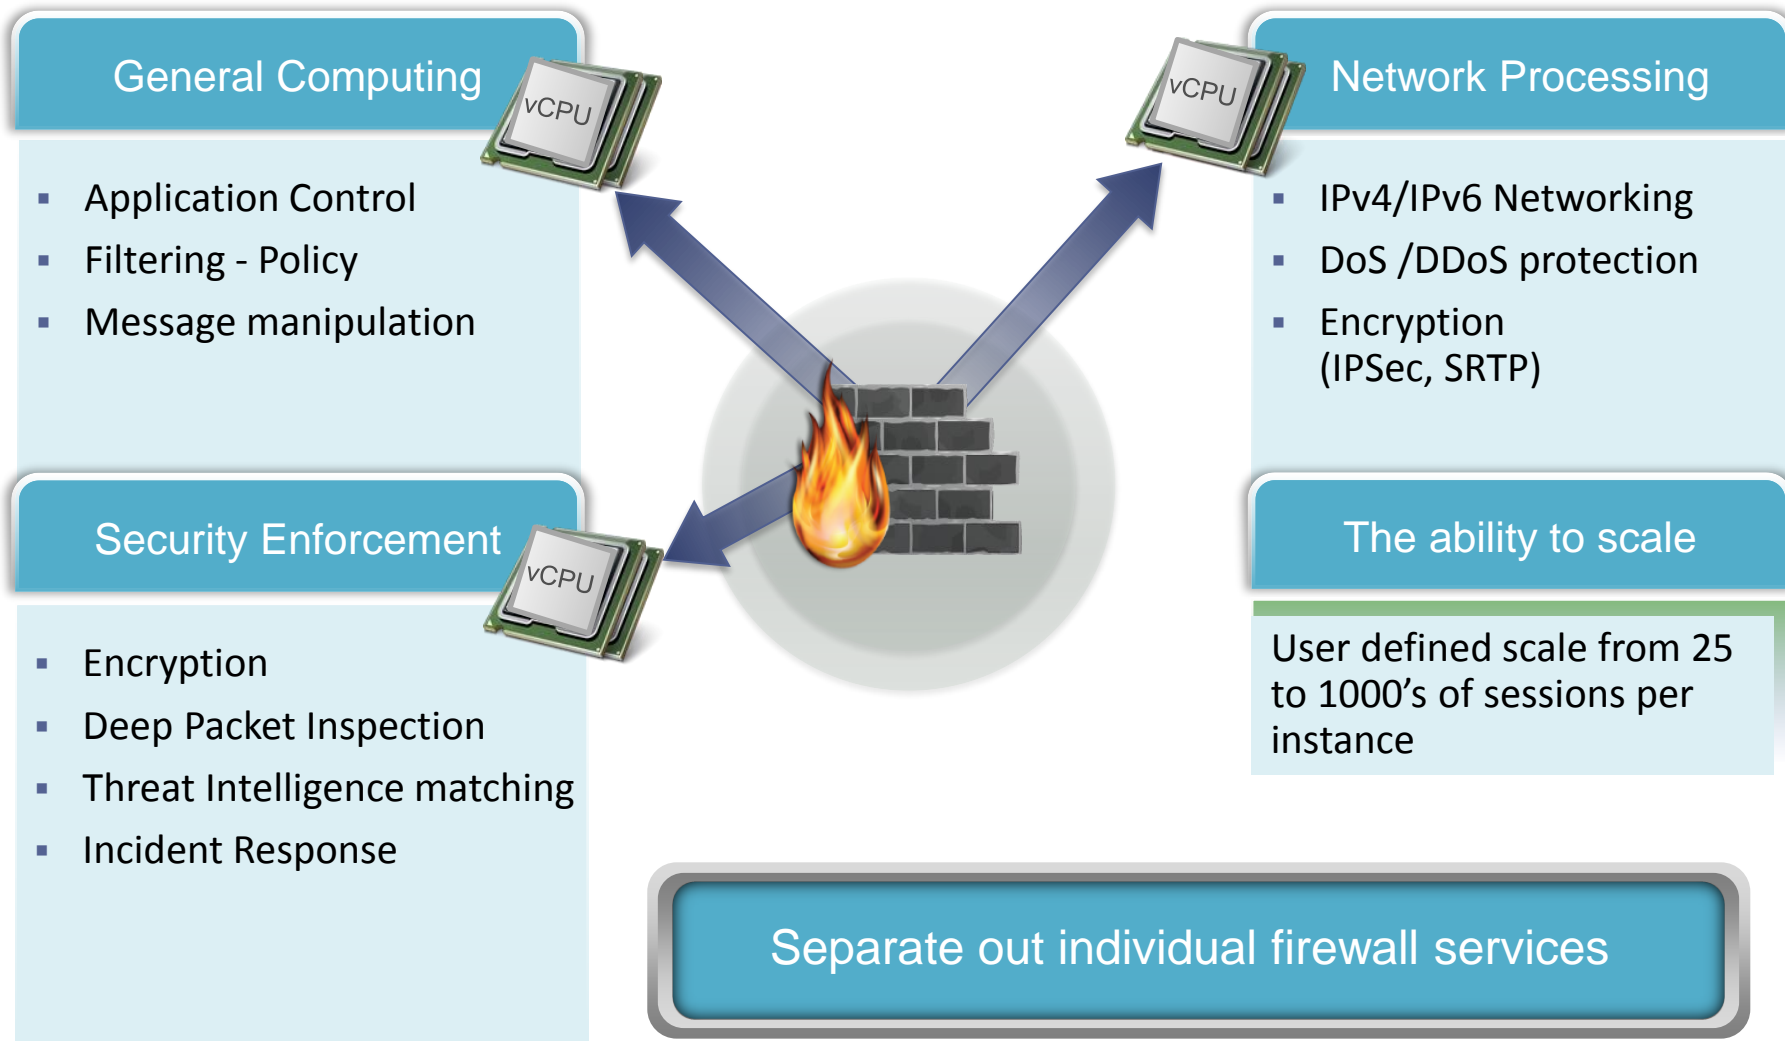 General Computing
vCPU
Application Control
Filtering - Policy
Message manipulation
Security Enforcement
vCPU
Encryption
Deep Packet Inspection
Threat Intelligence matching
Incident Response
vCPU
Network Processing
IPv4/IPv6 Networking
DoS /DDoS protection
Encryption
(IPSec, SRTP)
The ability to scale
User defined scale from 25
to 1000’s of sessions per
instance
Separate out individual firewall services